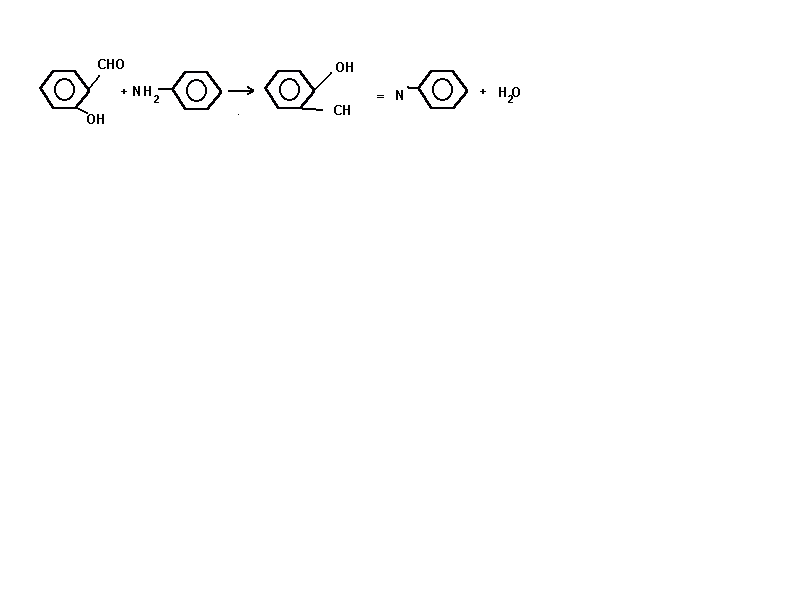 CHO OH + NH2 → OH CH = N + H2O